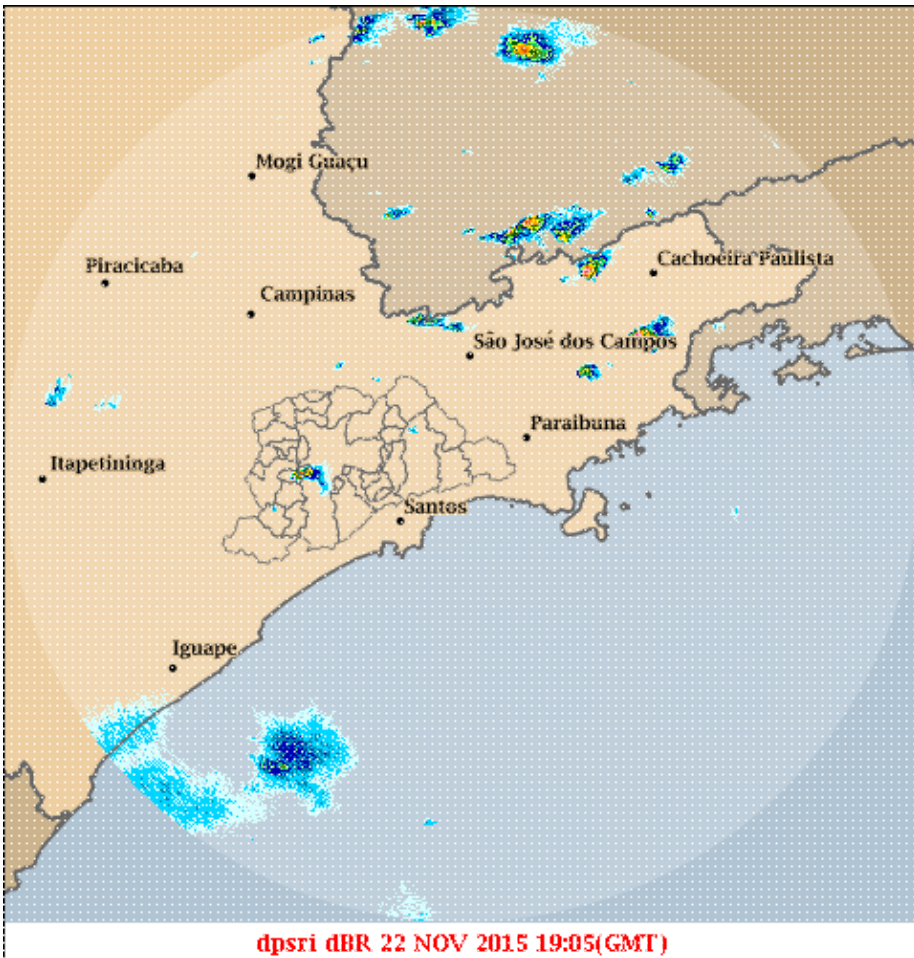 Mogi Guaçu
Piracicaba
Cachoeira Paulista
Campinas
São José dos Campos
Paraibuna
Itapetininga
Santos
Iguape
dpsri dBR 22 NOV 2015 19:05(GMT)